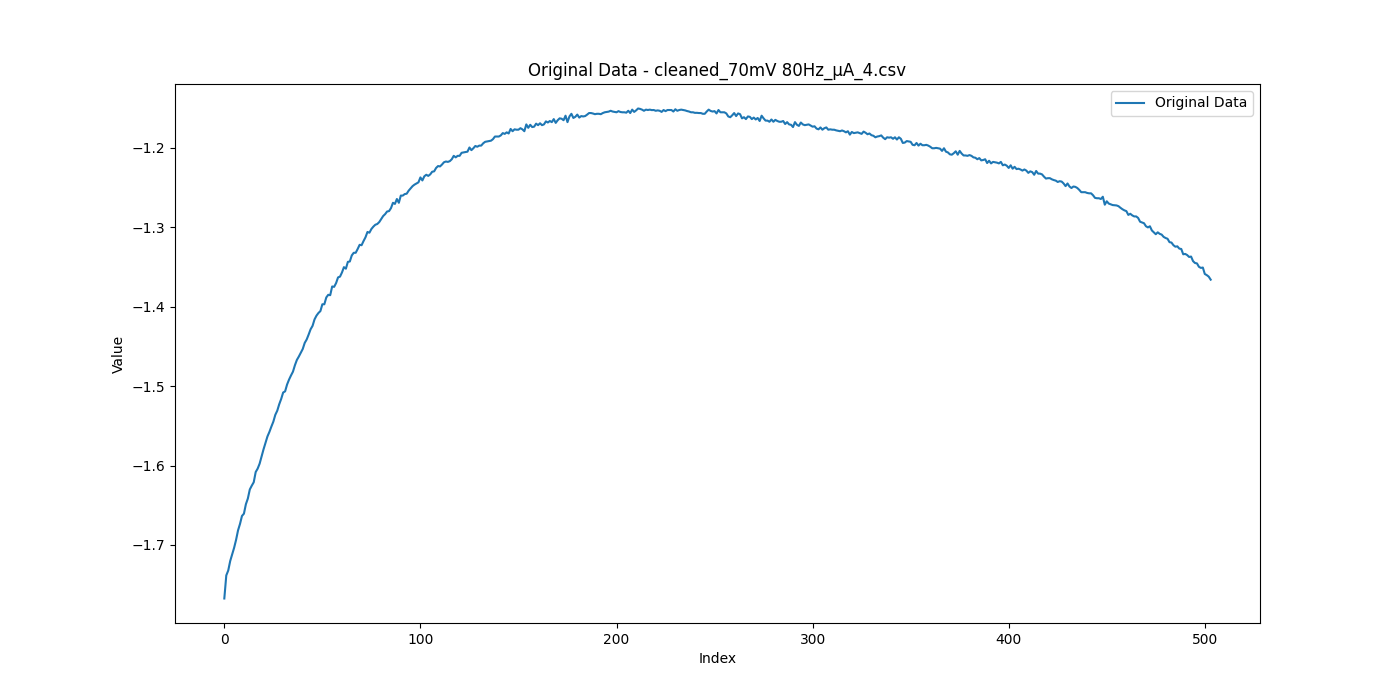 Original Data - cleaned_70mV 80Hz_μA_4.csv
Original Data
−1.2
−1.3
−1.4
−1.5
−1.6
−1.7
Value
0 100 200 300 400 500
Index